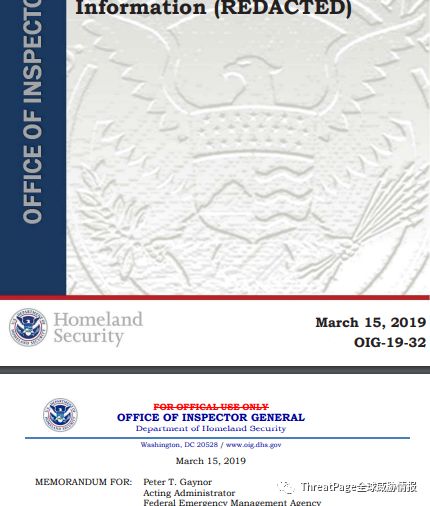 Information (REDACTED)
OFFICE OF INSPECTO
Homeland
Security
March 15, 2019
OIG-19-32
FOR OFFICAL USE ONLY
OFFICE OF INSPECTOR GENERAL
Department of Homeland Security
Washington, DC 20528 / www.oig.dhs.gov
March 15, 2019
MEMORANDUM FOR: Peter T. Gaynor
Acting Administrator
Federal Emergency Management Agency
ThreatPage全球威胁情报